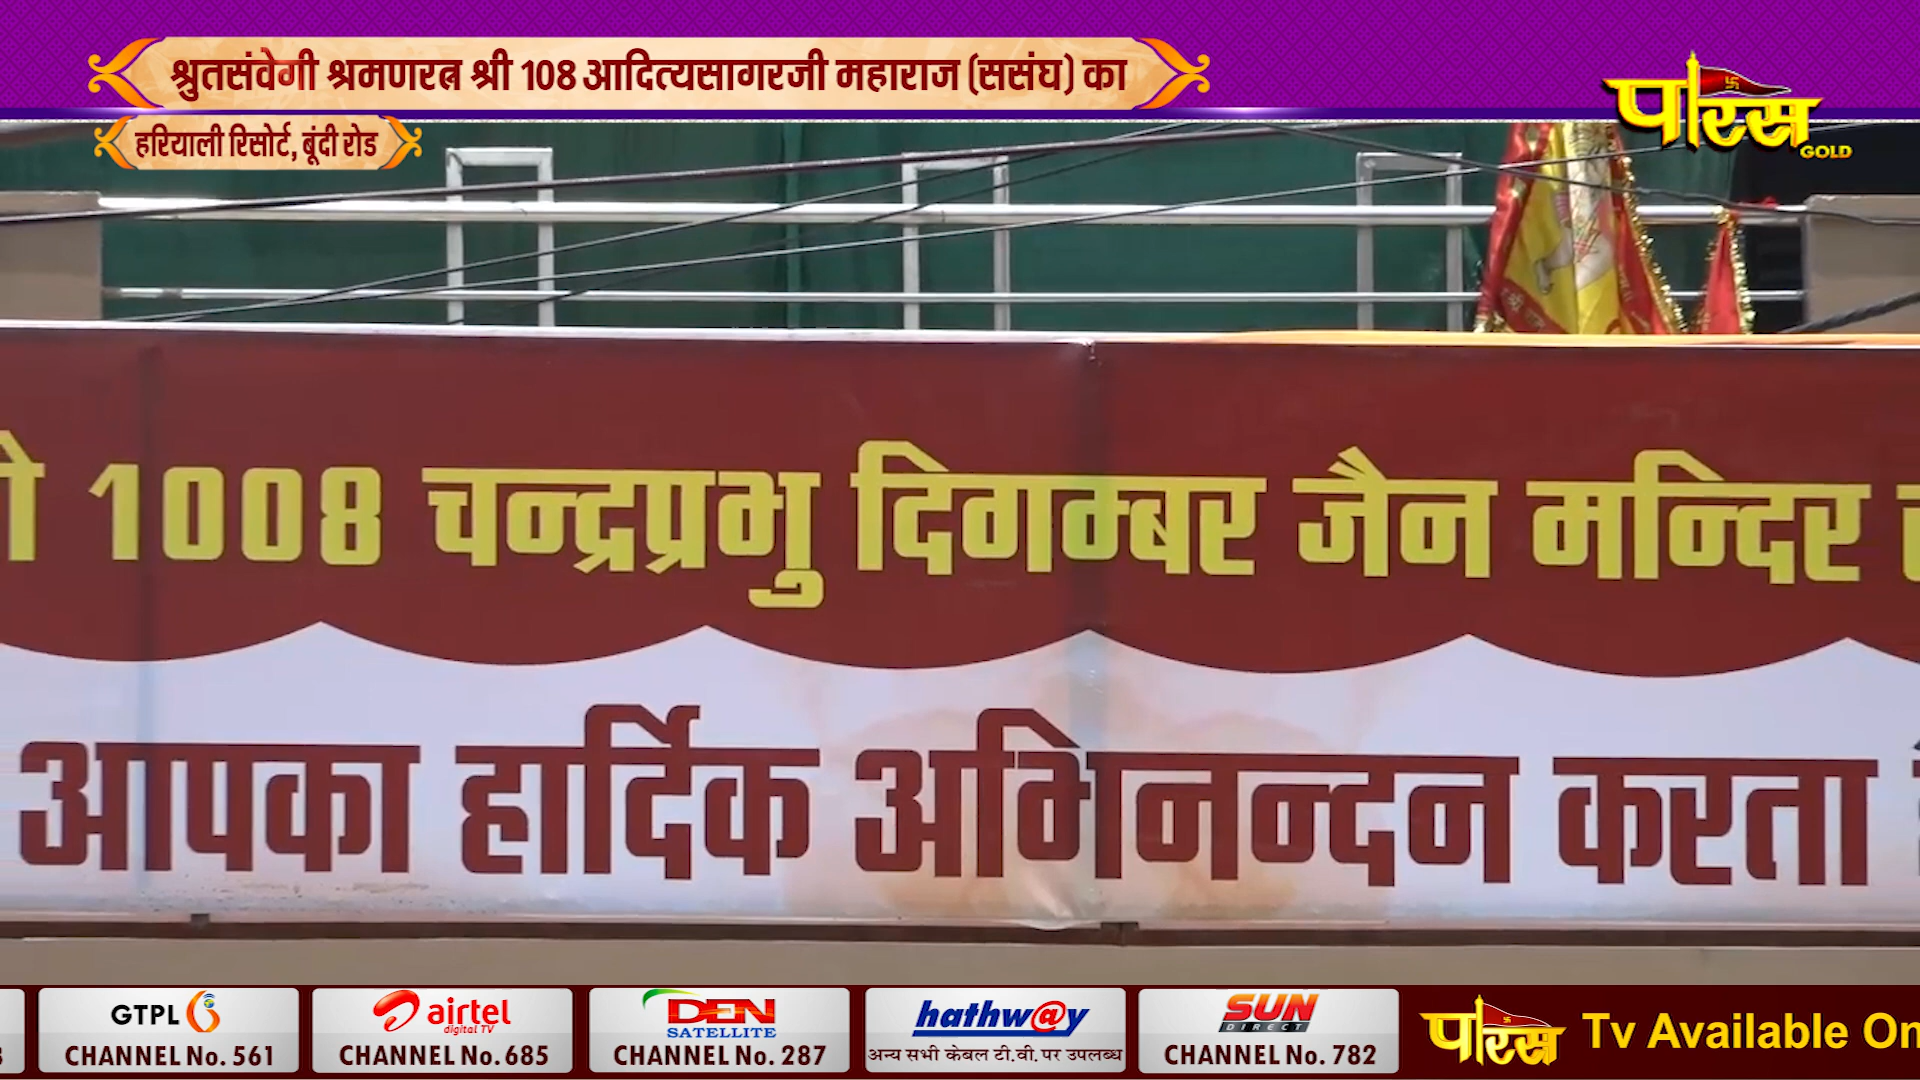 श्रुतसंवेगी श्रमणरत्न श्री 108 आदित्यसागरजी महाराज (ससंघ) का
हरियाली रिसोर्ट, बूंदी रोड
पारस
GOLD
1008 चन्द्रप्रभु दिगम्बर जैन मन्दिर
आपका हार्दिक अभिनन्दन करता
GTPL
CHANNEL No. 561
airtel
digital TV
CHANNEL No. 685
DEN
SATELLITE
CHANNEL No. 287
hathw@y
अन्य सभी केबल टी.वी. पर उपलब्ध
SUN
DIRECT
CHANNEL No. 782
पारस Tv Available On